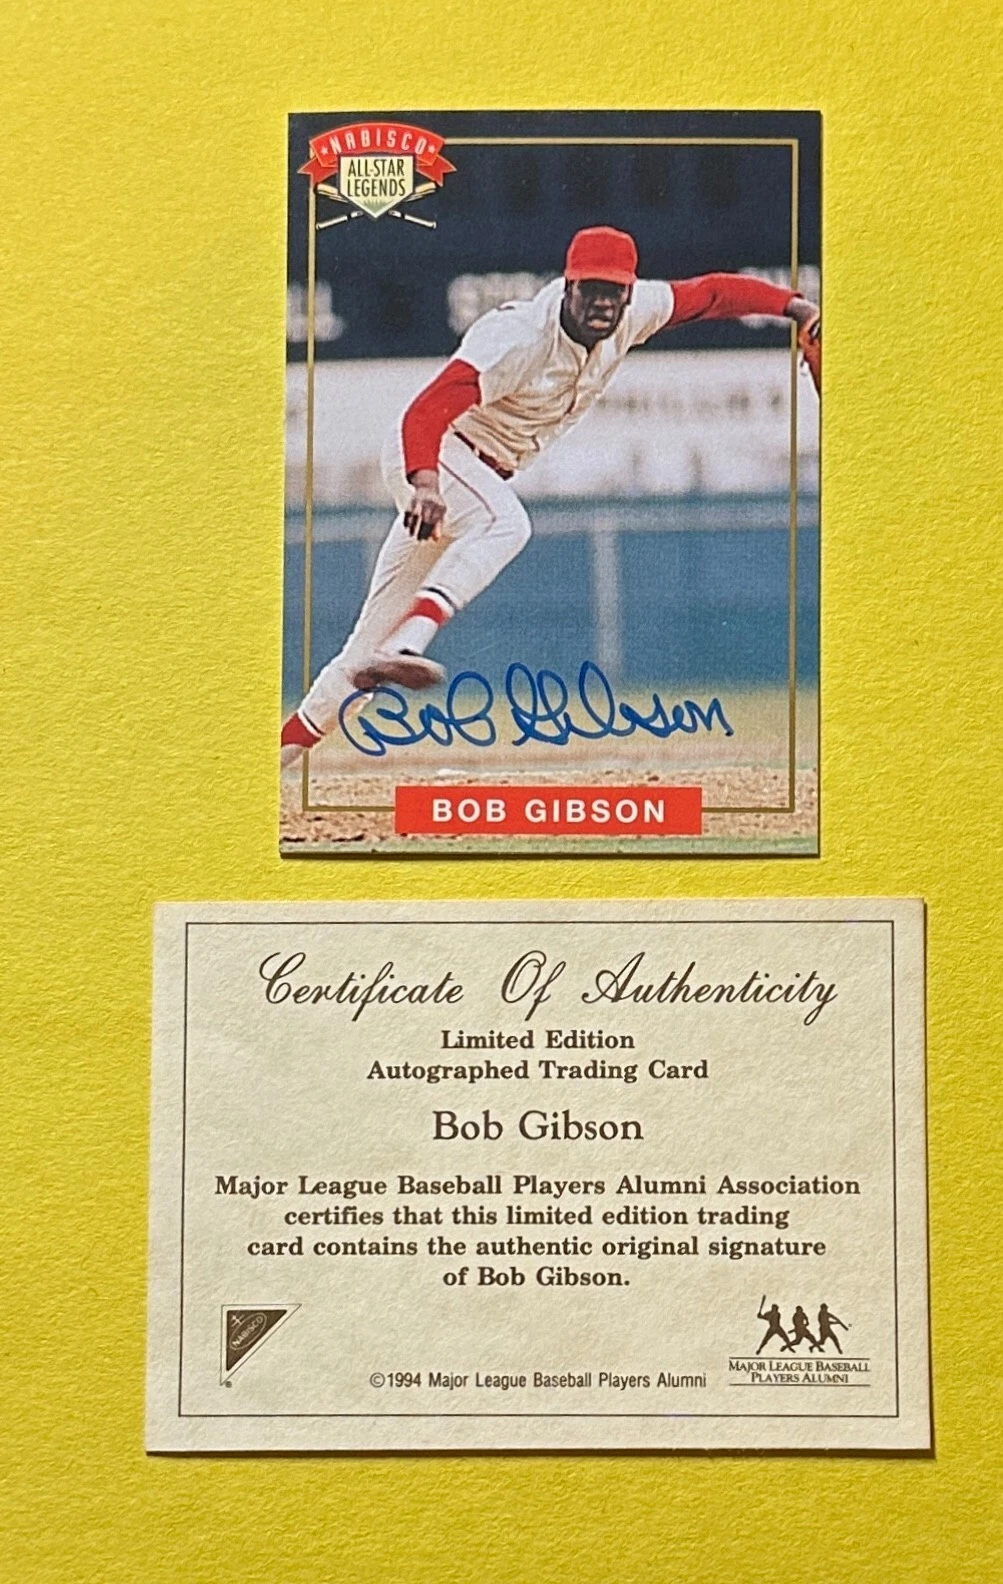 NABISCO
ALL-STAR
LEGENDS
Bob Gibson
BOB GIBSON
Certificate Of Authenticity
Limited Edition
Autographed Trading Card
Bob Gibson
Major League Baseball Players Alumni Association
certifies that this limited edition trading
card contains the authentic original signature
of Bob Gibson.
NABISCO
®
©1994 Major League Baseball Players Alumni
MAJOR LEAGUE BASEBALL
PLAYERS ALUMNI